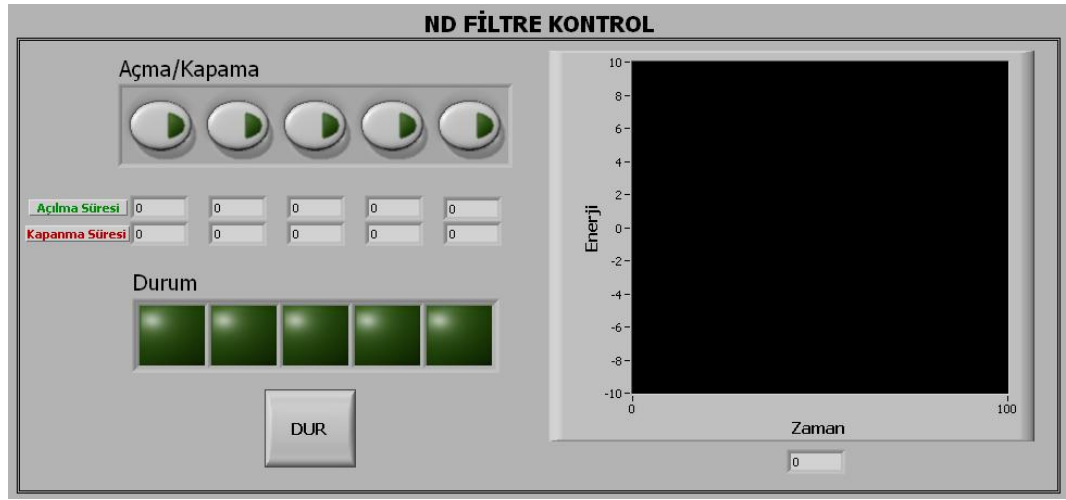 ND FİLTRE KONTROL
Açma/Kapama
Açılma Süresi 0 0 0 0 0
Kapanma Süresi 0 0 0 0 0
Durum
DUR
10
8
6
4
2
0
-2
-4
-6
-8
-10
Enerji
0 100
Zaman
0